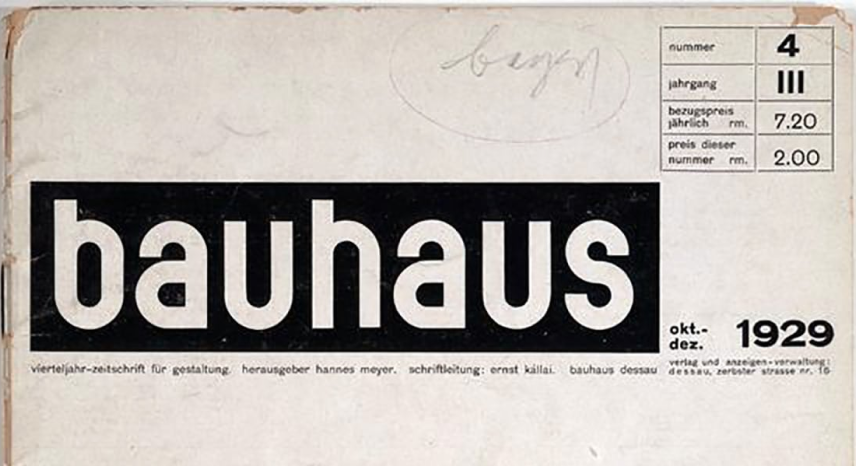 nummer 4
jahrgang III
bezugspreis
jährlich rm. 7.20
preis dieser
nummer rm. 2.00
bauhaus
okt.-
dez. 1929
vierteljahr-zeitschrift für gestaltung. herausgeber hannes meyer. schriftleitung: ernst kállai. bauhaus dessau
verlag und anzeigen-verwaltung:
dessau, zerbster strasse nr. 16